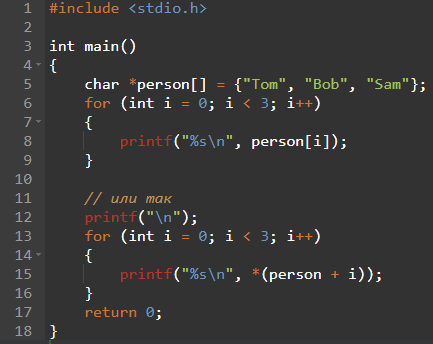 1 #include <stdio.h>
2
3 int main()
4 {
5     char *person[] = {"Tom", "Bob", "Sam"};
6     for (int i = 0; i < 3; i++)
7     {
8         printf("%s\n", person[i]);
9     }
10
11     // или так
12     printf("\n");
13     for (int i = 0; i < 3; i++)
14     {
15         printf("%s\n", *(person + i));
16     }
17     return 0;
18 }